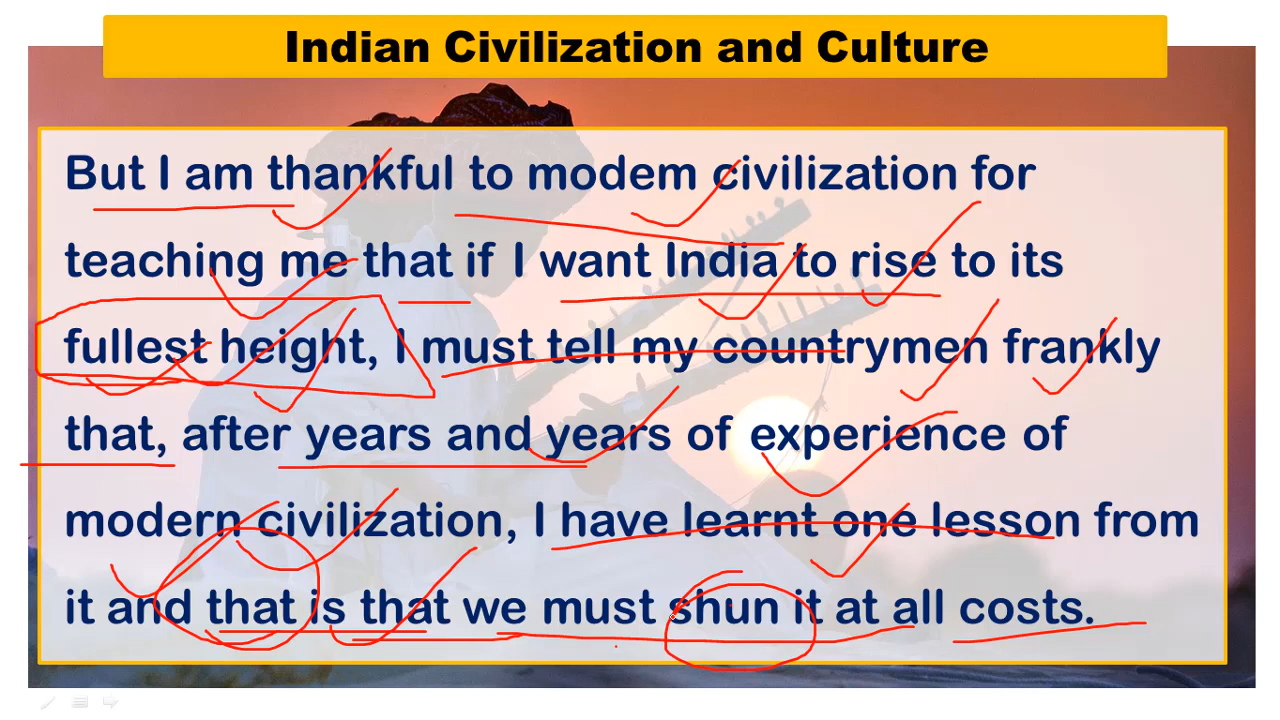 Indian Civilization and Culture
But I am thankful to modem civilization for
teaching me that if I want India to rise to its
fullest height, I must tell my countrymen frankly
that, after years and years of experience of
modern civilization, I have learnt one lesson from
it and that is that we must shun it at all costs.